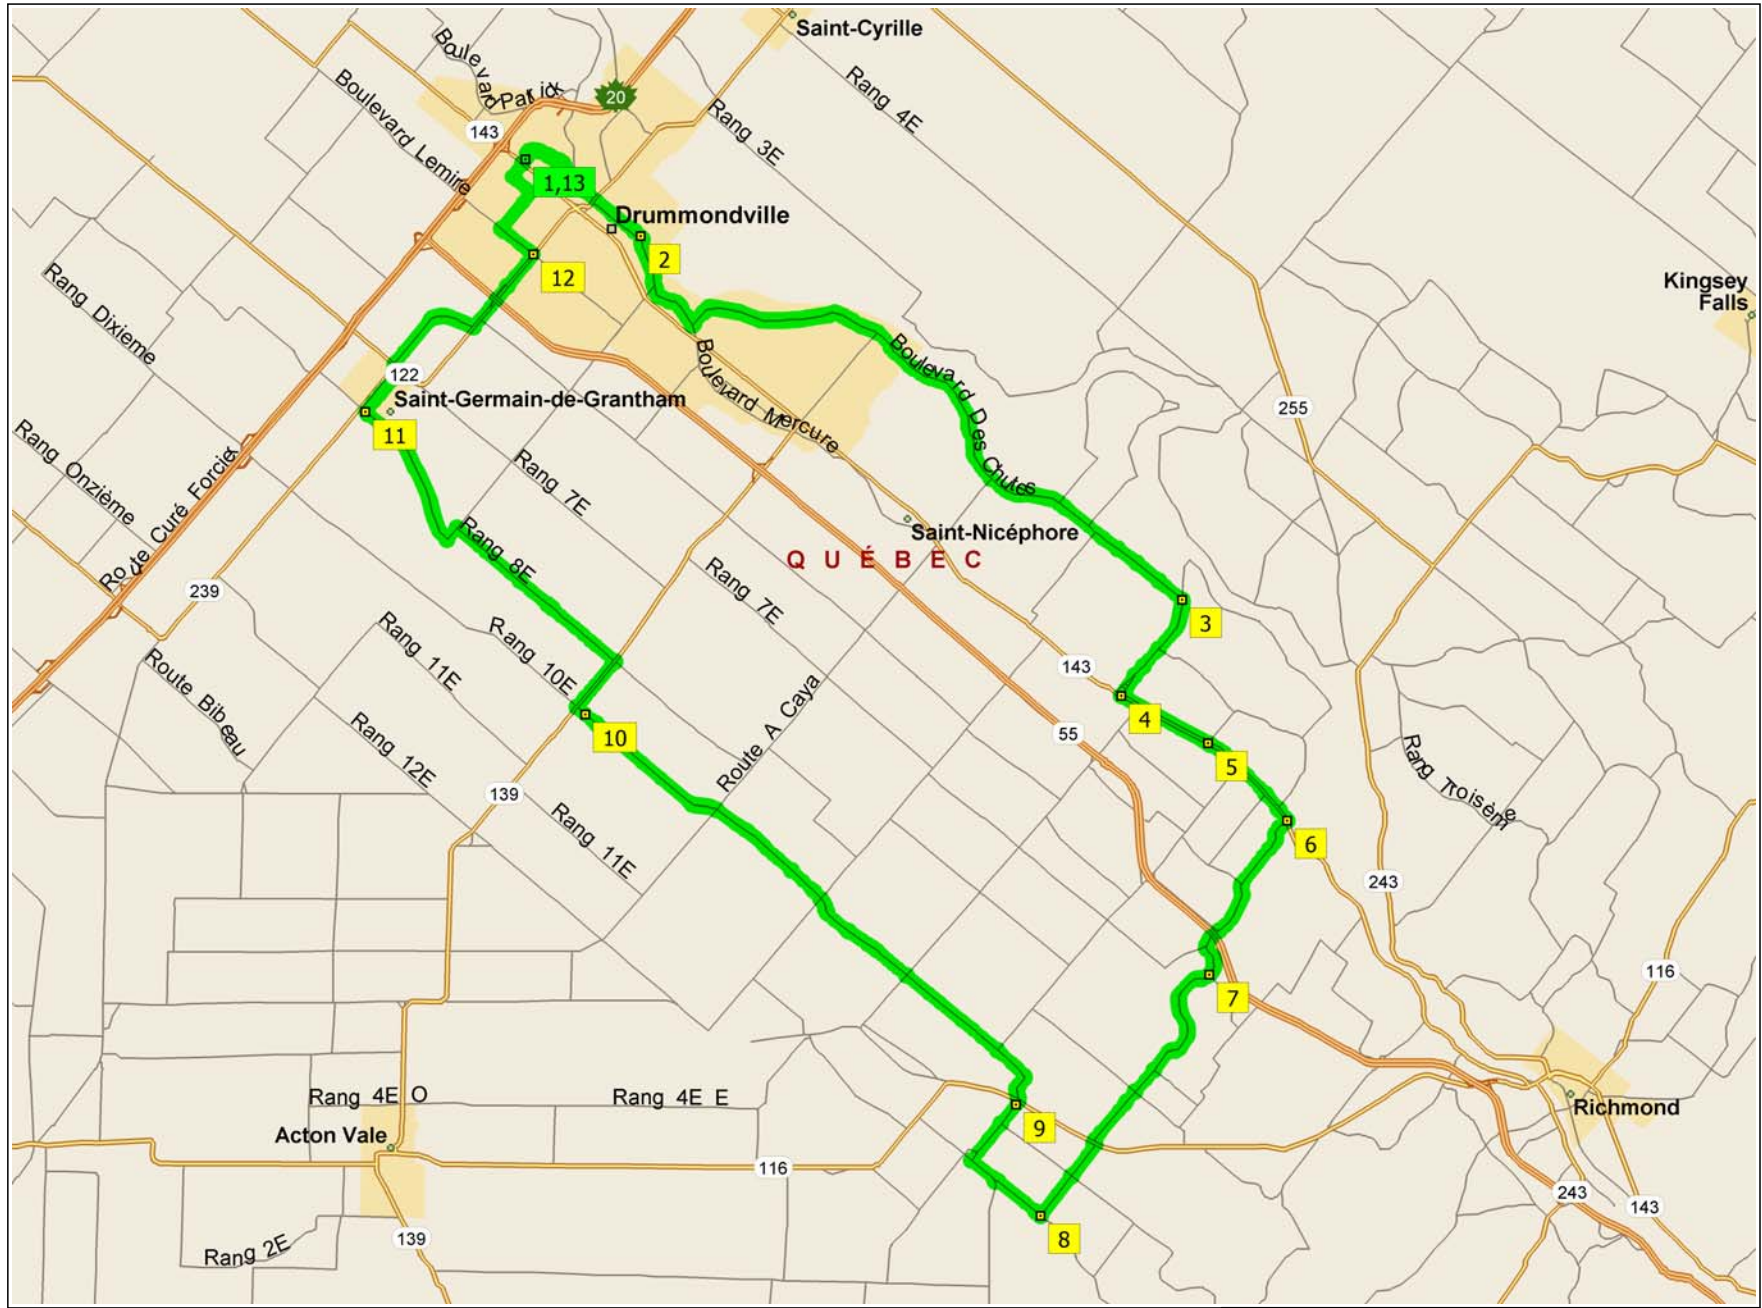 Saint-Cyrille
Boulevard Patrick
20
Rang 4E
Boulevard Lemire
Rang 3E
143
1,13
Drummondville
2
12
Kingsey
Falls
Rang Dixieme
Boulevard Des Chutes
122
Saint-Germain-de-Grantham
Boulevard Mercure
255
11
Rang Onzième
Route Curé Forcier
Rang 7E
Saint-Nicéphore
QUÉBEC
Rang 8E
239
Rang 7E
3
Rang 11E
Rang 10E
143
Route Bibeau
Route A Caya
4
55
10
Rang 12E
5
Rang Troisème
139
Rang 11E
6
243
116
7
Rang 4E O
Rang 4E E
Richmond
Acton Vale
9
116
243
143
139
8
Rang 2E